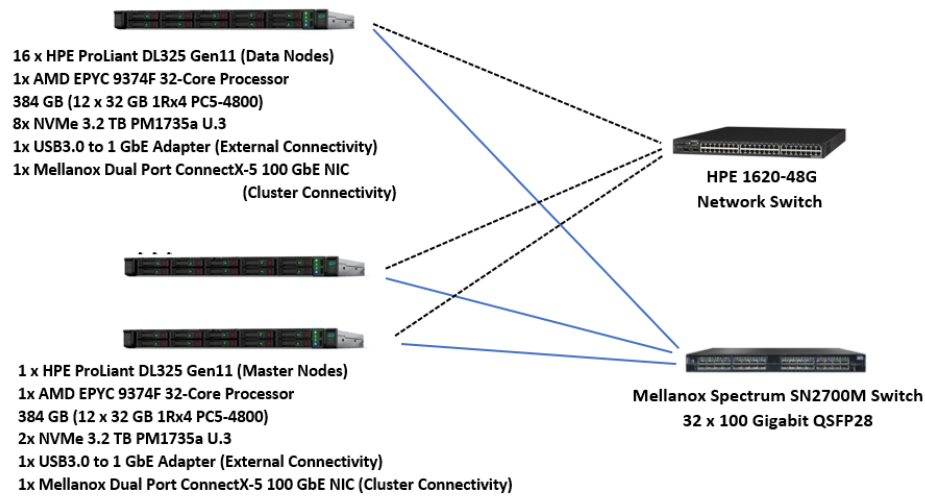 16 x HPE ProLiant DL325 Gen11 (Data Nodes)
1x AMD EPYC 9374F 32-Core Processor
384 GB (12 x 32 GB 1Rx4 PC5-4800)
8x NVMe 3.2 TB PM1735a U.3
1x USB3.0 to 1 GbE Adapter (External Connectivity)
1x Mellanox Dual Port ConnectX-5 100 GbE NIC
(Cluster Connectivity)
HPE 1620-48G
Network Switch
1 x HPE ProLiant DL325 Gen11 (Master Nodes)
1x AMD EPYC 9374F 32-Core Processor
384 GB (12 x 32 GB 1Rx4 PC5-4800)
2x NVMe 3.2 TB PM1735a U.3
1x USB3.0 to 1 GbE Adapter (External Connectivity)
1x Mellanox Dual Port ConnectX-5 100 GbE NIC (Cluster Connectivity)
Mellanox Spectrum SN2700M Switch
32 x 100 Gigabit QSFP28